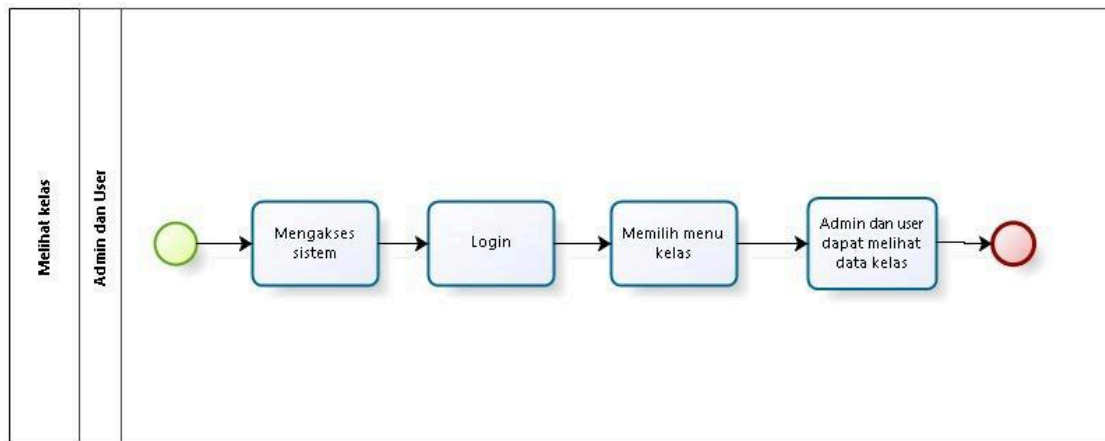 Melihat kelas
Admin dan User
Mengakses
sistem
Login
Memilih menu
kelas
Admin dan user
dapat melihat
data kelas